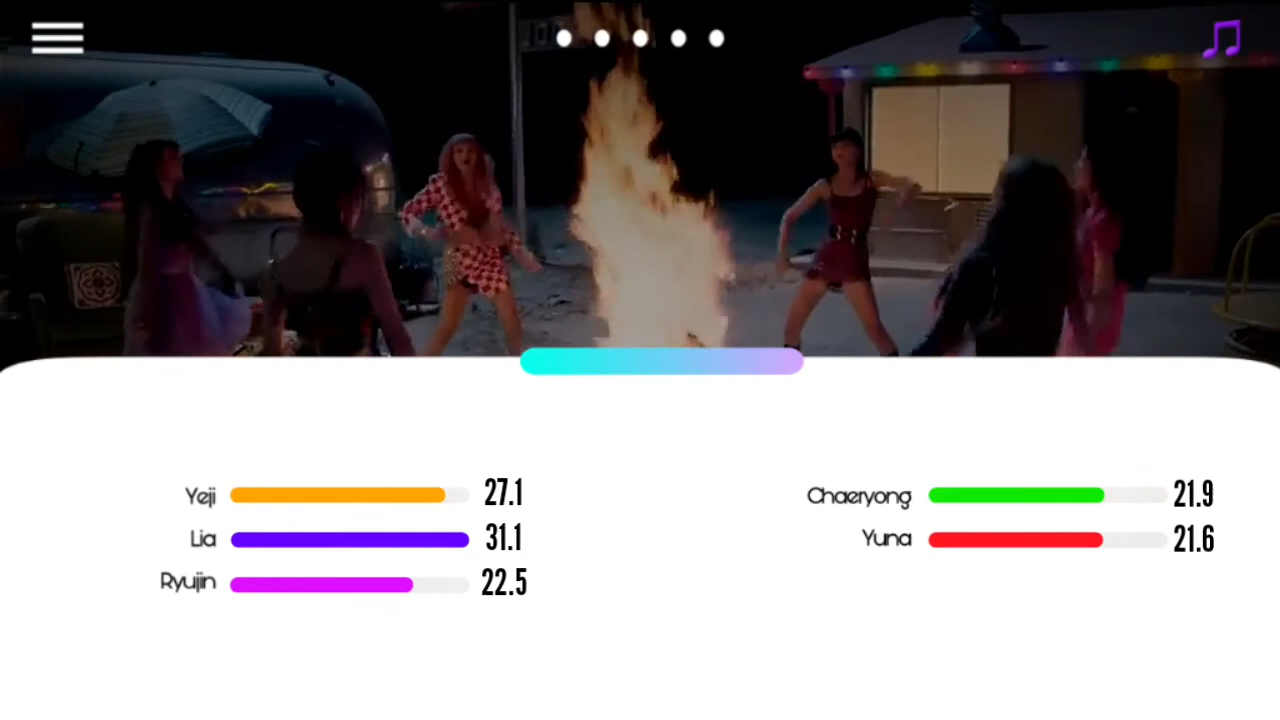 Yeji 27.1
Lia 31.1
Ryujin 22.5
Chaeryong 21.9
Yuna 21.6